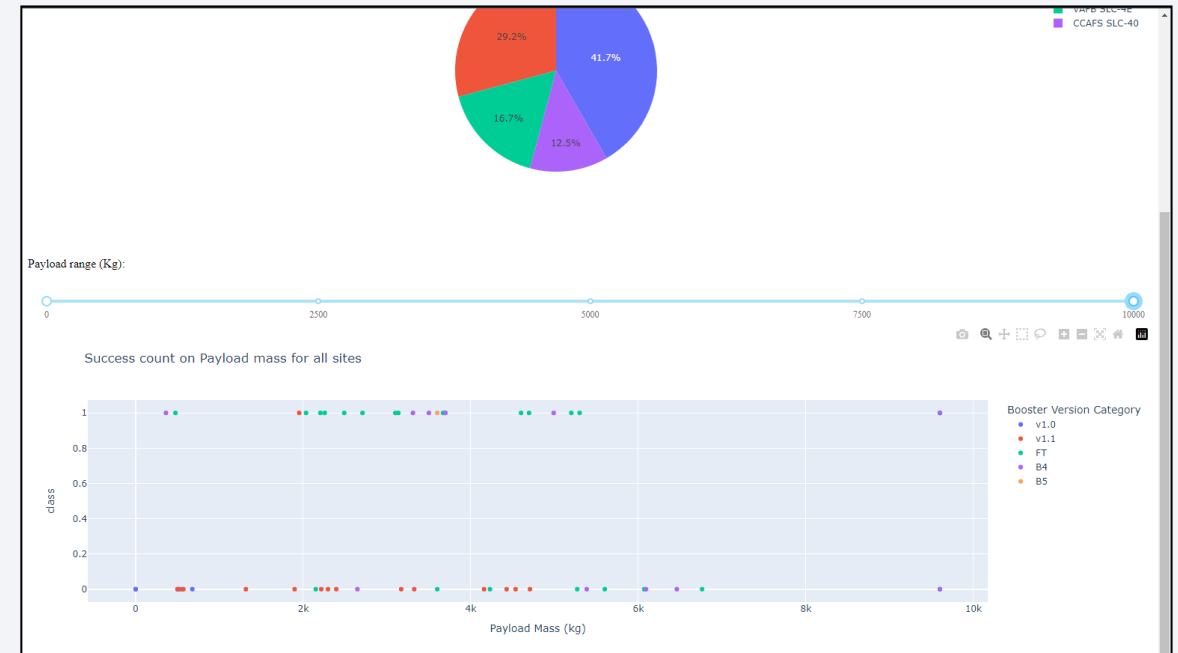 VAFB SLC-4E
CCAFS SLC-40
29.2%
41.7%
16.7%
12.5%
Payload range (Kg):
0 2500 5000 7500 10000
Success count on Payload mass for all sites
Booster Version Category
v1.0
v1.1
FT
B4
B5
1
0.8
0.6
0.4
0.2
0
class
0 2k 4k 6k 8k 10k
Payload Mass (kg)